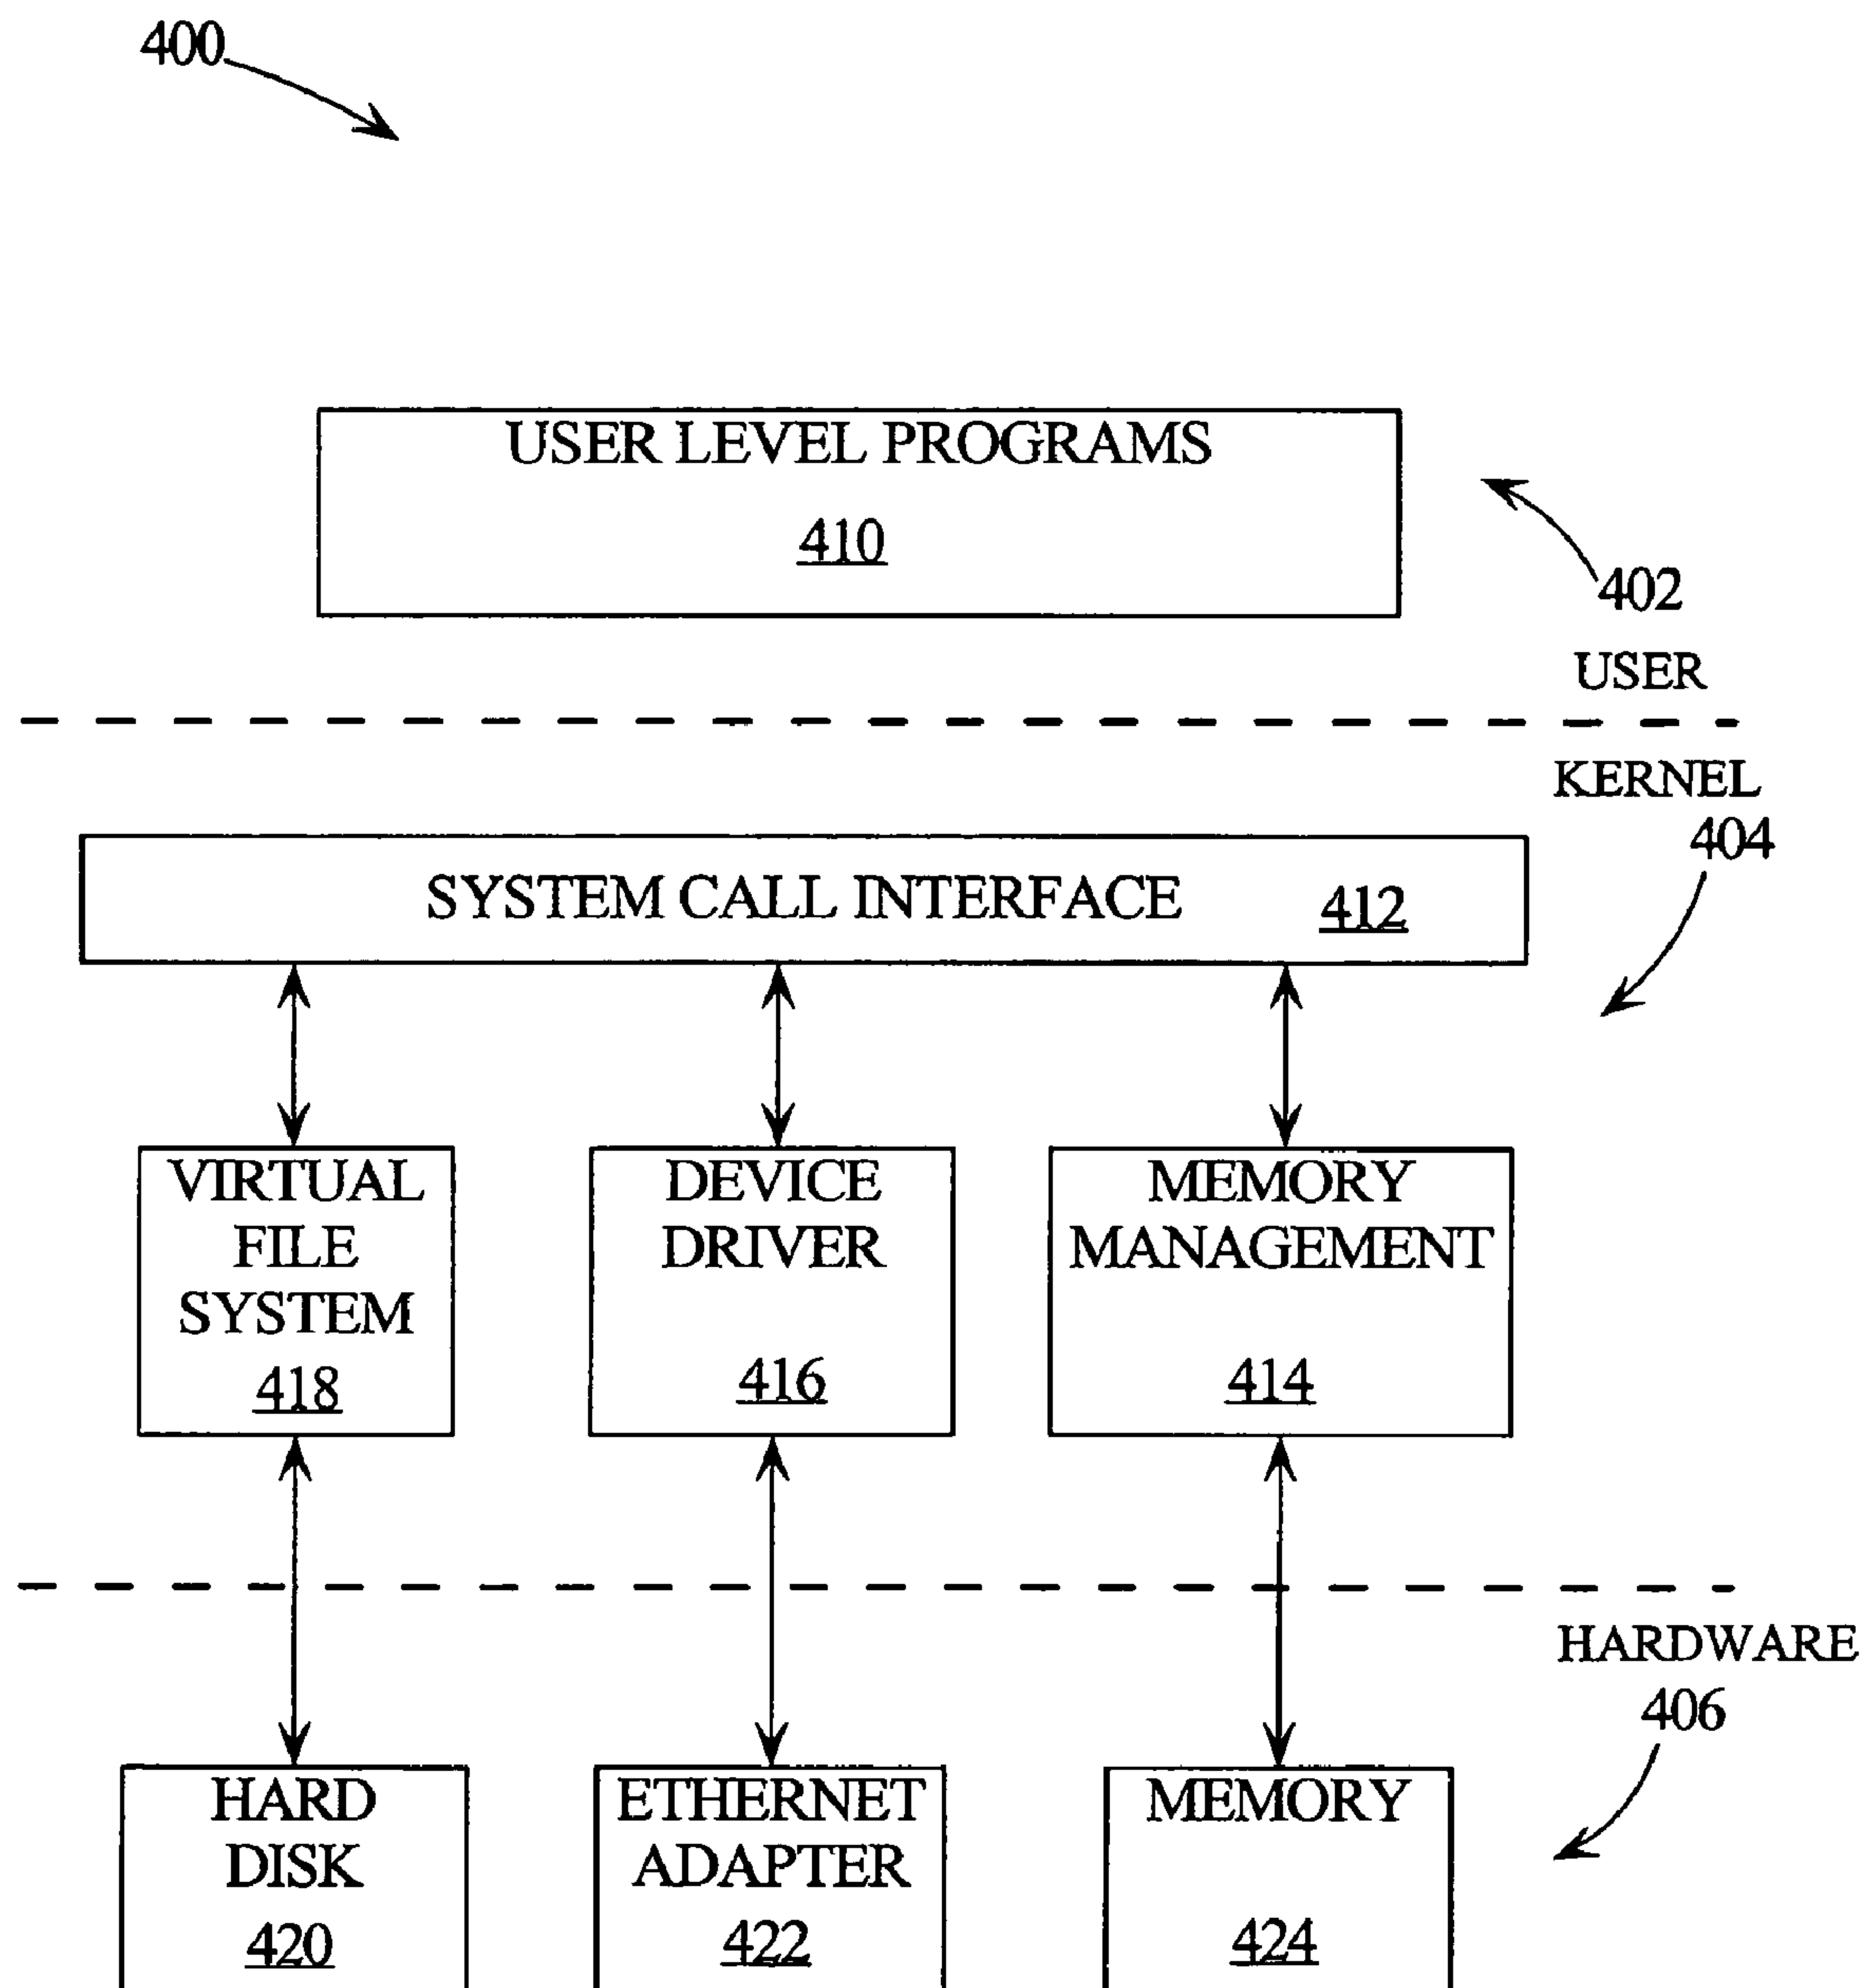 400
USER LEVEL PROGRAMS
410
402
USER
KERNEL
404
SYSTEM CALL INTERFACE 412
VIRTUAL
FILE
SYSTEM
418
DEVICE
DRIVER
416
MEMORY
MANAGEMENT
414
HARDWARE
406
HARD
DISK
420
ETHERNET
ADAPTER
422
MEMORY
424